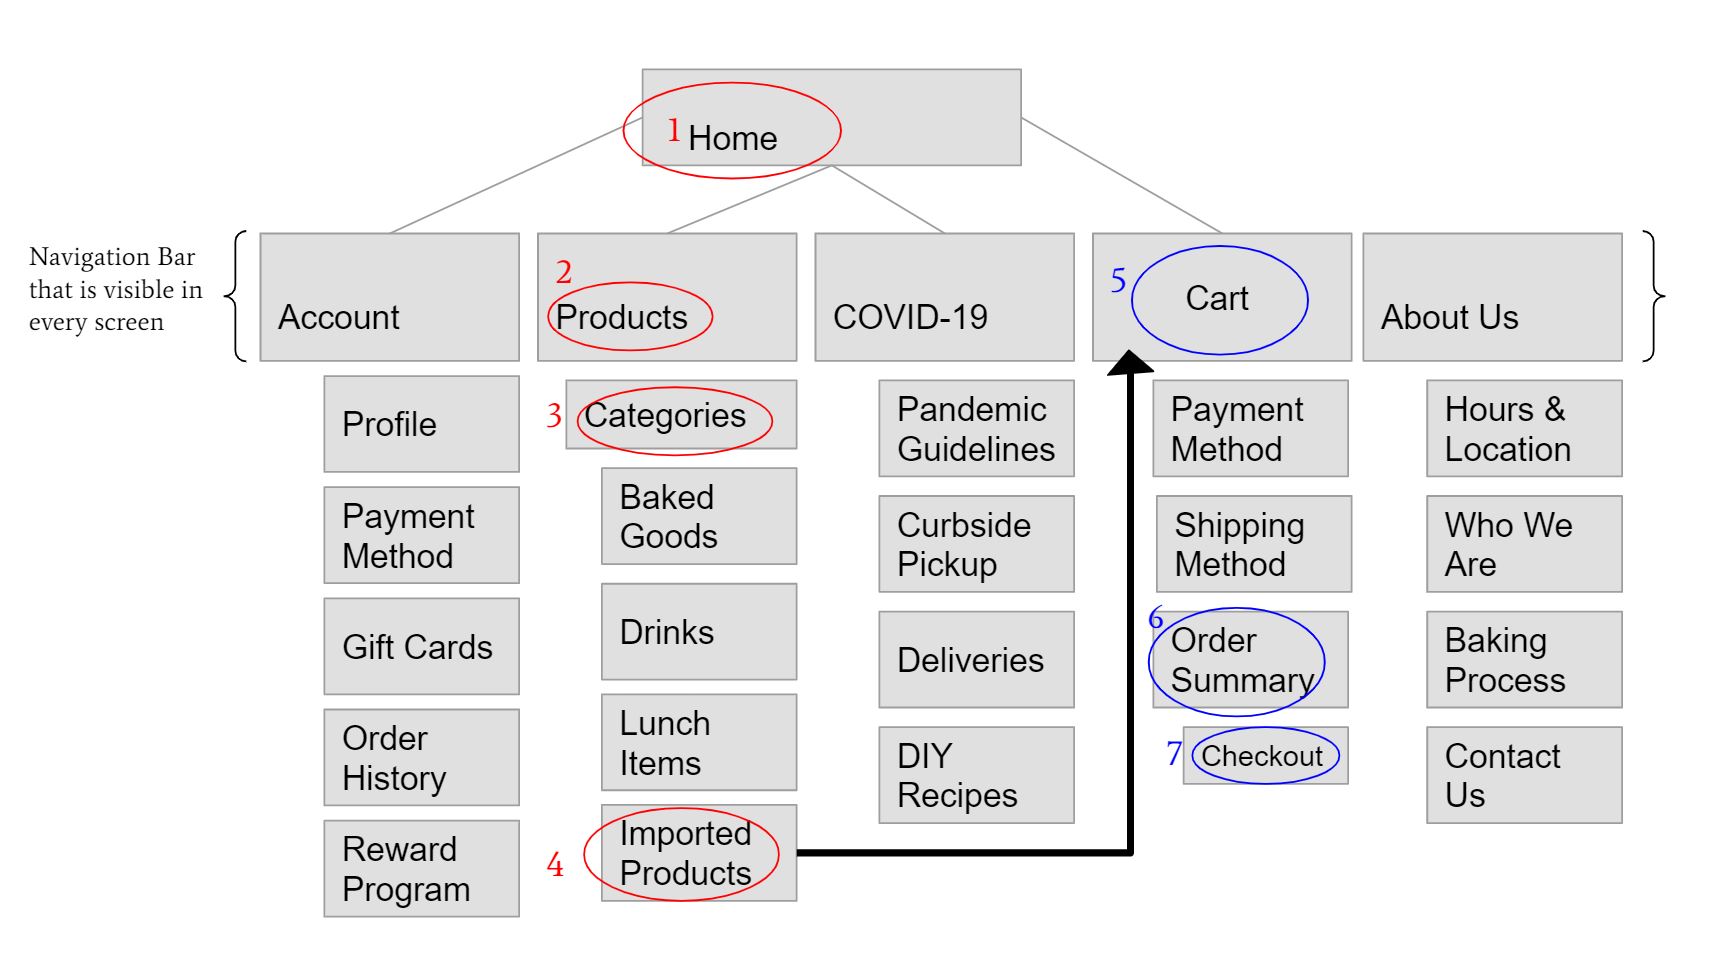 1 Home
Navigation Bar
that is visible in
every screen
Account
2
Products
COVID-19
5 Cart
About Us
Profile
Payment
Method
Gift Cards
Order
History
Reward
Program
3 Categories
Baked
Goods
Drinks
Lunch
Items
4 Imported
Products
Pandemic
Guidelines
Curbside
Pickup
Deliveries
DIY
Recipes
Payment
Method
Shipping
Method
6 Order
Summary
7 Checkout
Hours &
Location
Who We
Are
Baking
Process
Contact
Us